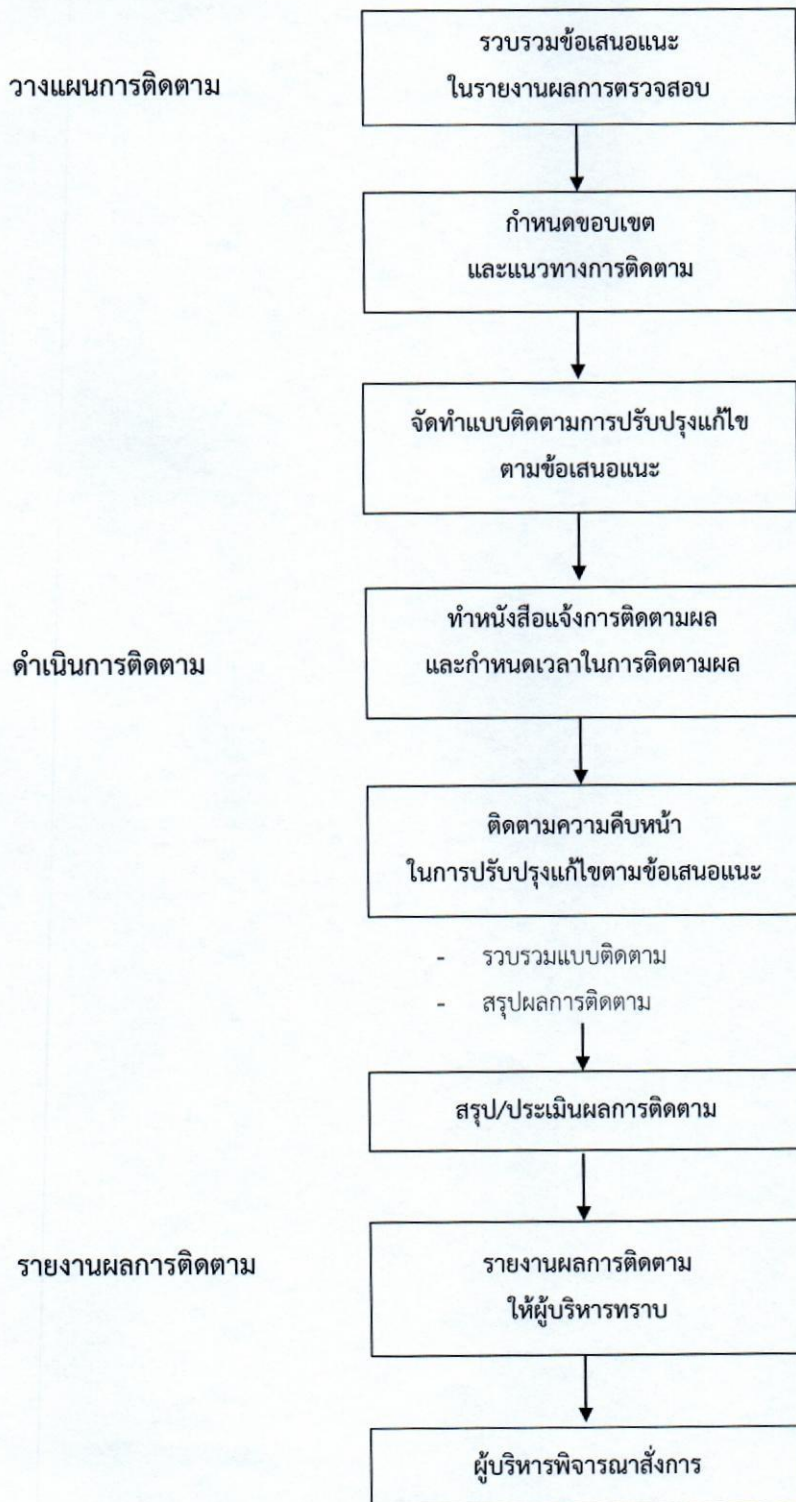 วางแผนการติดตาม
รวบรวมข้อเสนอแนะ
ในรายงานผลการตรวจสอบ
กำหนดขอบเขต
และแนวทางการติดตาม
จัดทำแบบติดตามการปรับปรุงแก้ไข
ตามข้อเสนอแนะ
ดำเนินการติดตาม
ทำหนังสือแจ้งการติดตามผล
และกำหนดเวลาในการติดตามผล
ติดตามความคืบหน้า
ในการปรับปรุงแก้ไขตามข้อเสนอแนะ
- รวบรวมแบบติดตาม
- สรุปผลการติดตาม
สรุป/ประเมินผลการติดตาม
รายงานผลการติดตาม
รายงานผลการติดตาม
ให้ผู้บริหารทราบ
ผู้บริหารพิจารณาสั่งการ